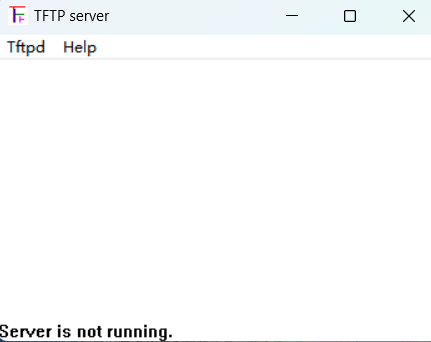 TFTP server
Tftpd Help
Server is not running.